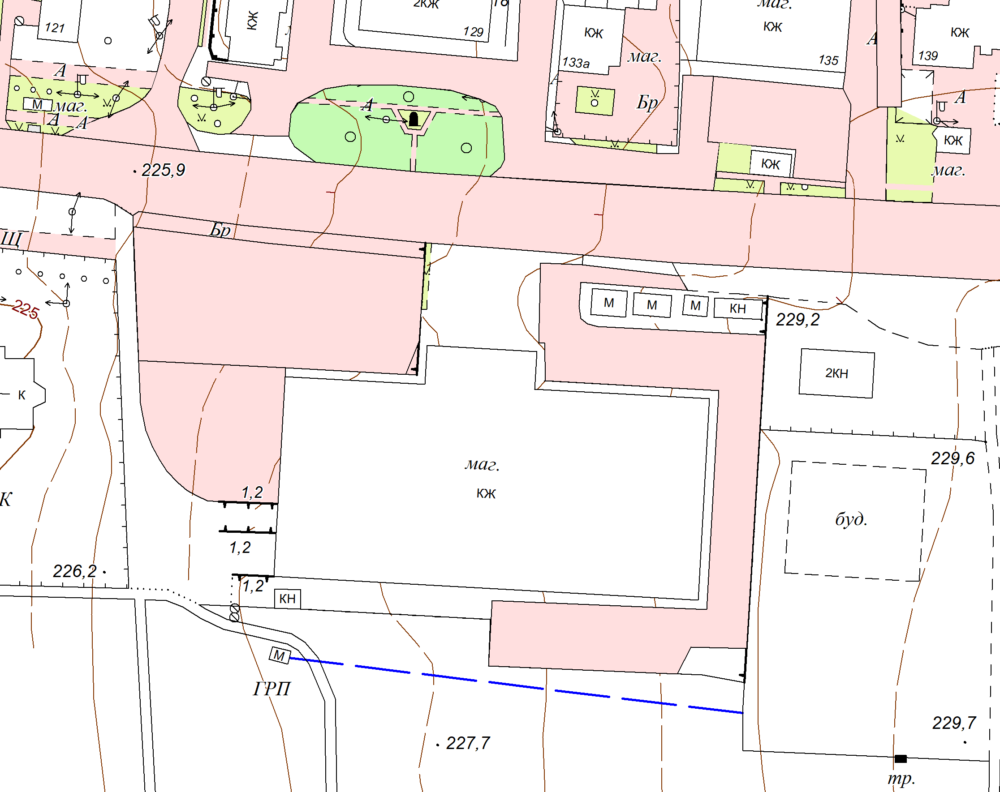 2КЖ
маг.
КЖ
121
КЖ
129
КЖ
маг.
133а
135
КЖ
139
А
А
А
М
маг.
А
А
А
Бр
А
КЖ
маг.
КЖ
225,9
Бр
Щ
225
М
М
М
КН
229,2
2КН
К
маг.
КЖ
229,6
К
1,2
буд.
1,2
226,2
1,2
КН
М
ГРП
227,7
229,7
тр.